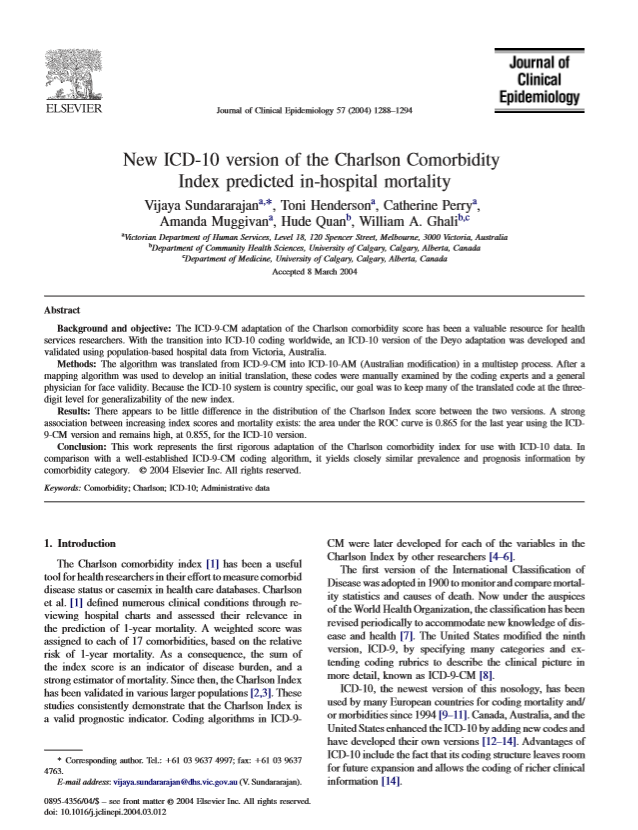 ELSEVIER
Journal of Clinical Epidemiology 57 (2004) 1288–1294
Journal of
Clinical
Epidemiology
New ICD-10 version of the Charlson Comorbidity
Index predicted in-hospital mortality
Vijaya Sundararajana,*, Toni Hendersona, Catherine Perrya,
Amanda Muggivana, Hude Quanb, William A. Ghalib,c
aVictorian Department of Human Services, Level 18, 120 Spencer Street, Melbourne, 3000 Victoria, Australia
bDepartment of Community Health Sciences, University of Calgary, Calgary, Alberta, Canada
cDepartment of Medicine, University of Calgary, Calgary, Alberta, Canada
Accepted 8 March 2004
Abstract
Background and objective: The ICD-9-CM adaptation of the Charlson comorbidity score has been a valuable resource for health
services researchers. With the transition into ICD-10 coding worldwide, an ICD-10 version of the Deyo adaptation was developed and
validated using population-based hospital data from Victoria, Australia.
Methods: The algorithm was translated from ICD-9-CM into ICD-10-AM (Australian modification) in a multistep process. After a
mapping algorithm was used to develop an initial translation, these codes were manually examined by the coding experts and a general
physician for face validity. Because the ICD-10 system is country specific, our goal was to keep many of the translated code at the three-
digit level for generalizability of the new index.
Results: There appears to be little difference in the distribution of the Charlson Index score between the two versions. A strong
association between increasing index scores and mortality exists: the area under the ROC curve is 0.865 for the last year using the ICD-
9-CM version and remains high, at 0.855, for the ICD-10 version.
Conclusion: This work represents the first rigorous adaptation of the Charlson comorbidity index for use with ICD-10 data. In
comparison with a well-established ICD-9-CM coding algorithm, it yields closely similar prevalence and prognosis information by
comorbidity category. © 2004 Elsevier Inc. All rights reserved.
Keywords: Comorbidity; Charlson; ICD-10; Administrative data
1. Introduction
The Charlson comorbidity index [1] has been a useful
tool for health researchers in their effort to measure comorbid
disease status or casemix in health care databases. Charlson
et al. [1] defined numerous clinical conditions through re-
viewing hospital charts and assessed their relevance in
the prediction of 1-year mortality. A weighted score was
assigned to each of 17 comorbidities, based on the relative
risk of 1-year mortality. As a consequence, the sum of
the index score is an indicator of disease burden, and a
strong estimator of mortality. Since then, the Charlson Index
has been validated in various larger populations [2,3]. These
studies consistently demonstrate that the Charlson Index is
a valid prognostic indicator. Coding algorithms in ICD-9-
CM were later developed for each of the variables in the
Charlson Index by other researchers [4–6].
The first version of the International Classification of
Disease was adopted in 1900 to monitor and compare mortal-
ity statistics and causes of death. Now under the auspices
of the World Health Organization, the classification has been
revised periodically to accommodate new knowledge of dis-
ease and health [7]. The United States modified the ninth
version, ICD-9, by specifying many categories and ex-
tending coding rubrics to describe the clinical picture in
more detail, known as ICD-9-CM [8].
ICD-10, the newest version of this nosology, has been
used by many European countries for coding mortality and/
or morbidities since 1994 [9–11]. Canada, Australia, and the
United States enhanced the ICD-10 by adding new codes and
have developed their own versions [12–14]. Advantages of
ICD-10 include the fact that its coding structure leaves room
for future expansion and allows the coding of richer clinical
information [14].
* Corresponding author. Tel.: +61 03 9637 4997; fax: +61 03 9637
4763.
E-mail address: vijaya.sundararajan@dhs.vic.gov.au (V. Sundararajan).
0895-4356/04/$ – see front matter © 2004 Elsevier Inc. All rights reserved.
doi: 10.1016/j.jclinepi.2004.03.012